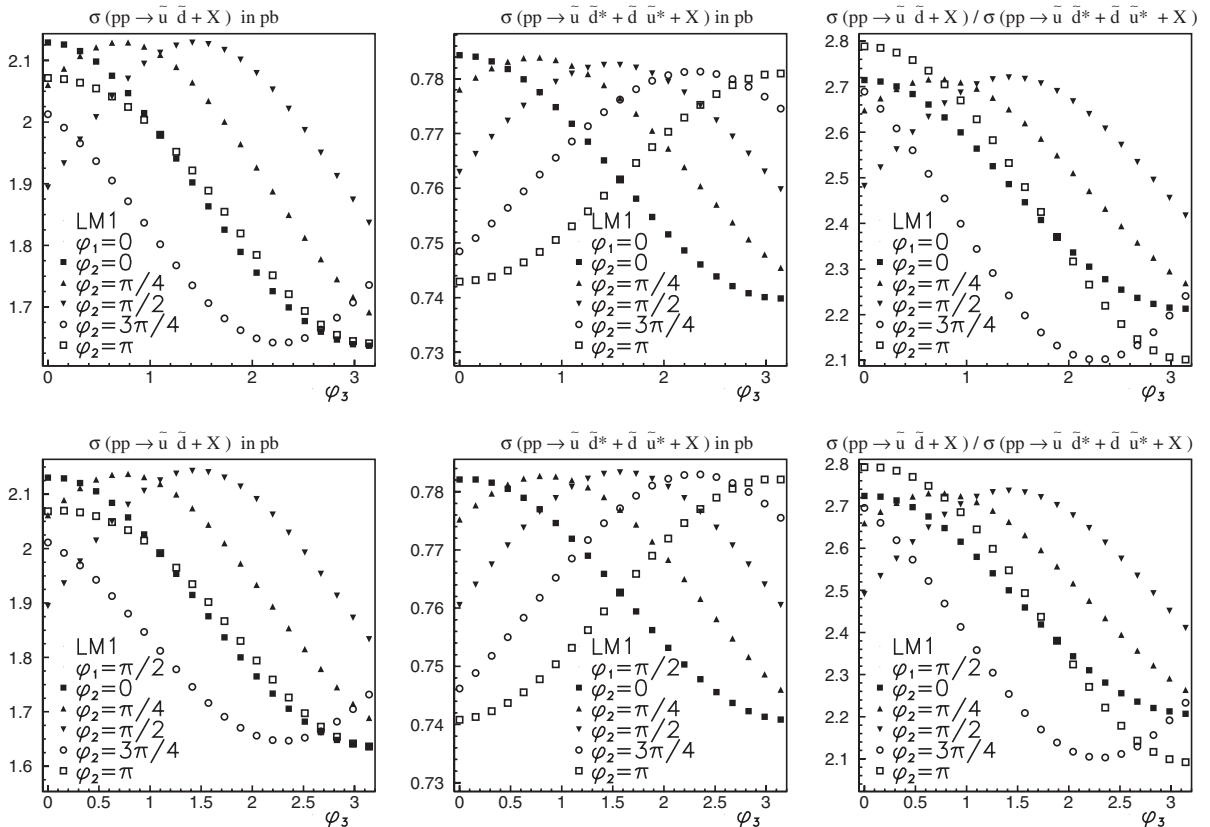 σ (pp → ũ d̃ + X ) in pb
2.1
2
1.9
1.8
1.7
LM1
φ₁=0
φ₂=0
φ₂=π/4
φ₂=π/2
φ₂=3π/4
φ₂=π
0 1 2 3
φ₃
σ (pp → ũ d̃* + d̃ ũ* + X ) in pb
0.78
0.77
0.76
0.75
0.74
0.73
LM1
φ₁=0
φ₂=0
φ₂=π/4
φ₂=π/2
φ₂=3π/4
φ₂=π
0 1 2 3
φ₃
σ (pp → ũ d̃ + X ) / σ (pp → ũ d̃* + d̃ ũ* + X )
2.8
2.7
2.6
2.5
2.4
2.3
2.2
2.1
LM1
φ₁=0
φ₂=0
φ₂=π/4
φ₂=π/2
φ₂=3π/4
φ₂=π
0 1 2 3
φ₃
σ (pp → ũ d̃ + X ) in pb
2.1
2
1.9
1.8
1.7
1.6
LM1
φ₁=π/2
φ₂=0
φ₂=π/4
φ₂=π/2
φ₂=3π/4
φ₂=π
0 0.5 1 1.5 2 2.5 3
φ₃
σ (pp → ũ d̃* + d̃ ũ* + X ) in pb
0.78
0.77
0.76
0.75
0.74
0.73
LM1
φ₁=π/2
φ₂=0
φ₂=π/4
φ₂=π/2
φ₂=3π/4
φ₂=π
0 0.5 1 1.5 2 2.5 3
φ₃
σ (pp → ũ d̃ + X ) / σ (pp → ũ d̃* + d̃ ũ* + X )
2.8
2.7
2.6
2.5
2.4
2.3
2.2
2.1
LM1
φ₁=π/2
φ₂=0
φ₂=π/4
φ₂=π/2
φ₂=3π/4
φ₂=π
0 0.5 1 1.5 2 2.5 3
φ₃